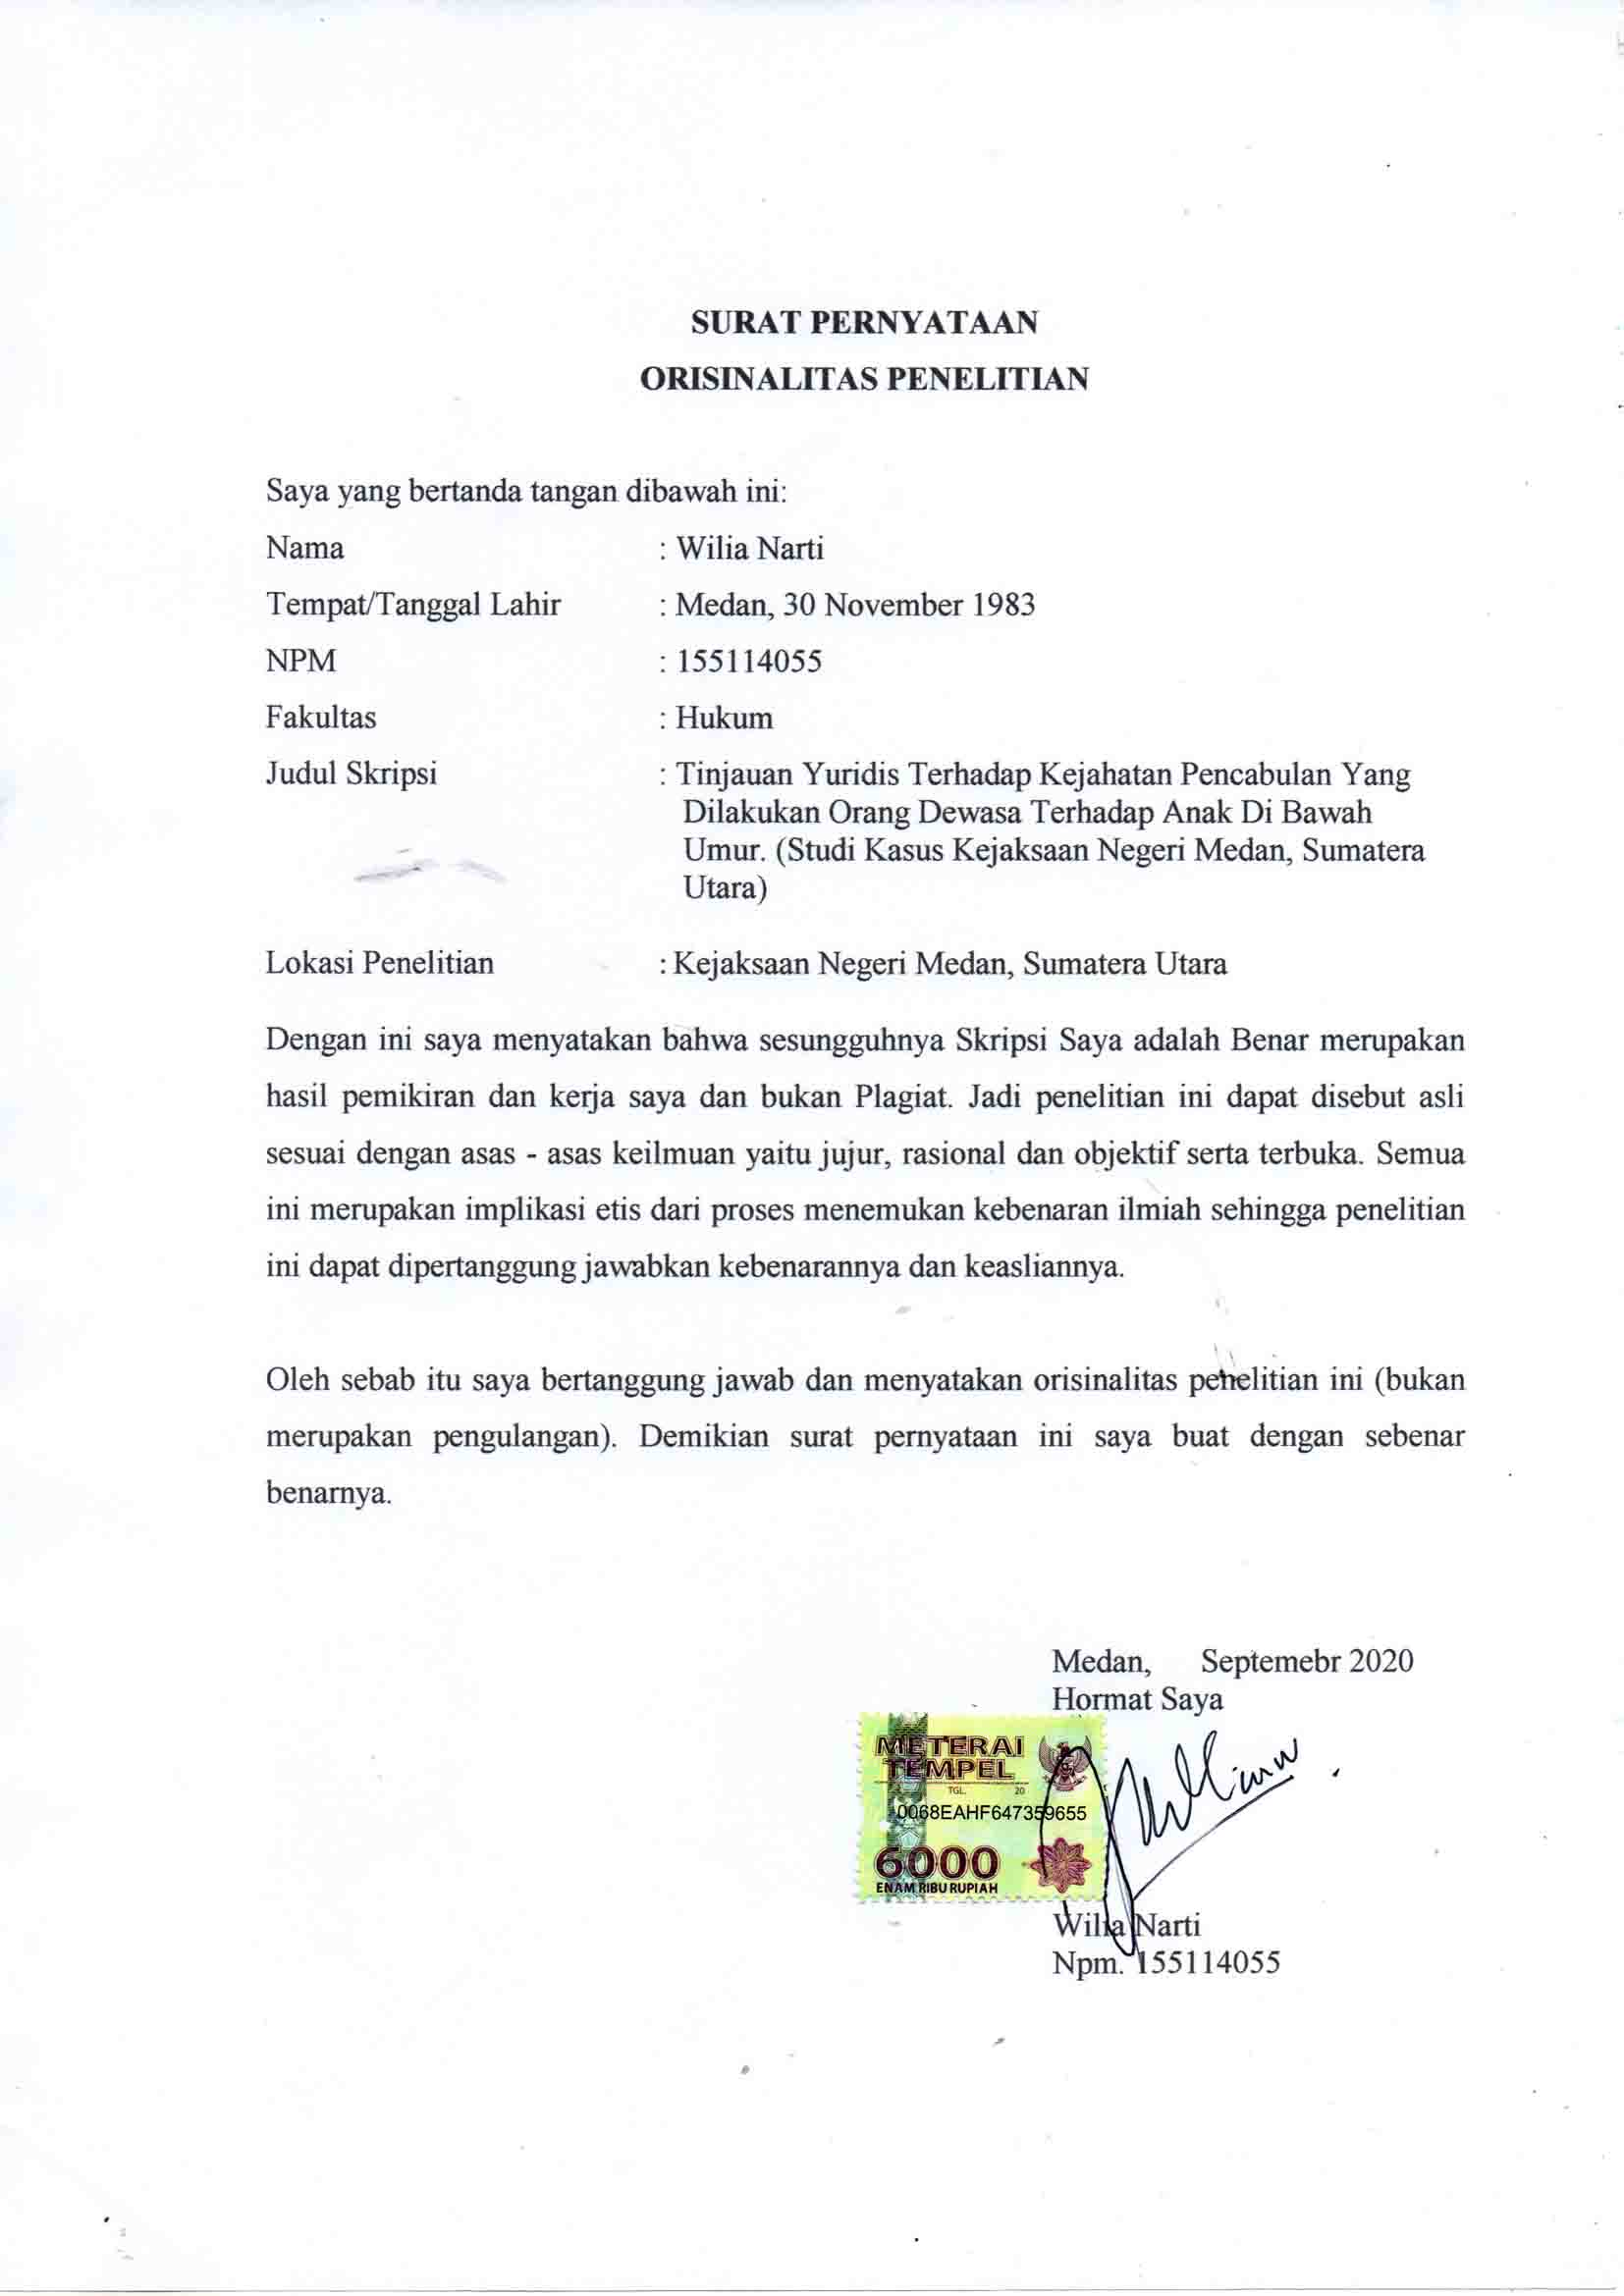 SURAT PERNYATAAN
ORISINALITAS PENELITIAN
Saya yang bertanda tangan dibawah ini:
Nama : Wilia Narti
Tempat/Tanggal Lahir : Medan, 30 November 1983
NPM : 155114055
Fakultas : Hukum
Judul Skripsi : Tinjauan Yuridis Terhadap Kejahatan Pencabulan Yang
Dilakukan Orang Dewasa Terhadap Anak Di Bawah
Umur. (Studi Kasus Kejaksaan Negeri Medan, Sumatera
Utara)
Lokasi Penelitian : Kejaksaan Negeri Medan, Sumatera Utara
Dengan ini saya menyatakan bahwa sesungguhnya Skripsi Saya adalah Benar merupakan
hasil pemikiran dan kerja saya dan bukan Plagiat. Jadi penelitian ini dapat disebut asli
sesuai dengan asas - asas keilmuan yaitu jujur, rasional dan objektif serta terbuka. Semua
ini merupakan implikasi etis dari proses menemukan kebenaran ilmiah sehingga penelitian
ini dapat dipertanggung jawabkan kebenarannya dan keasliannya.
Oleh sebab itu saya bertanggung jawab dan menyatakan orisinalitas penelitian ini (bukan
merupakan pengulangan). Demikian surat pernyataan ini saya buat dengan sebenar
benarnya.
Medan, Septemebr 2020
Hormat Saya
METERAI
TEMPEL
TGL. 20
0068EAHF647359655
6000
ENAM RIBU RUPIAH
Wilia Narti
Npm. 155114055